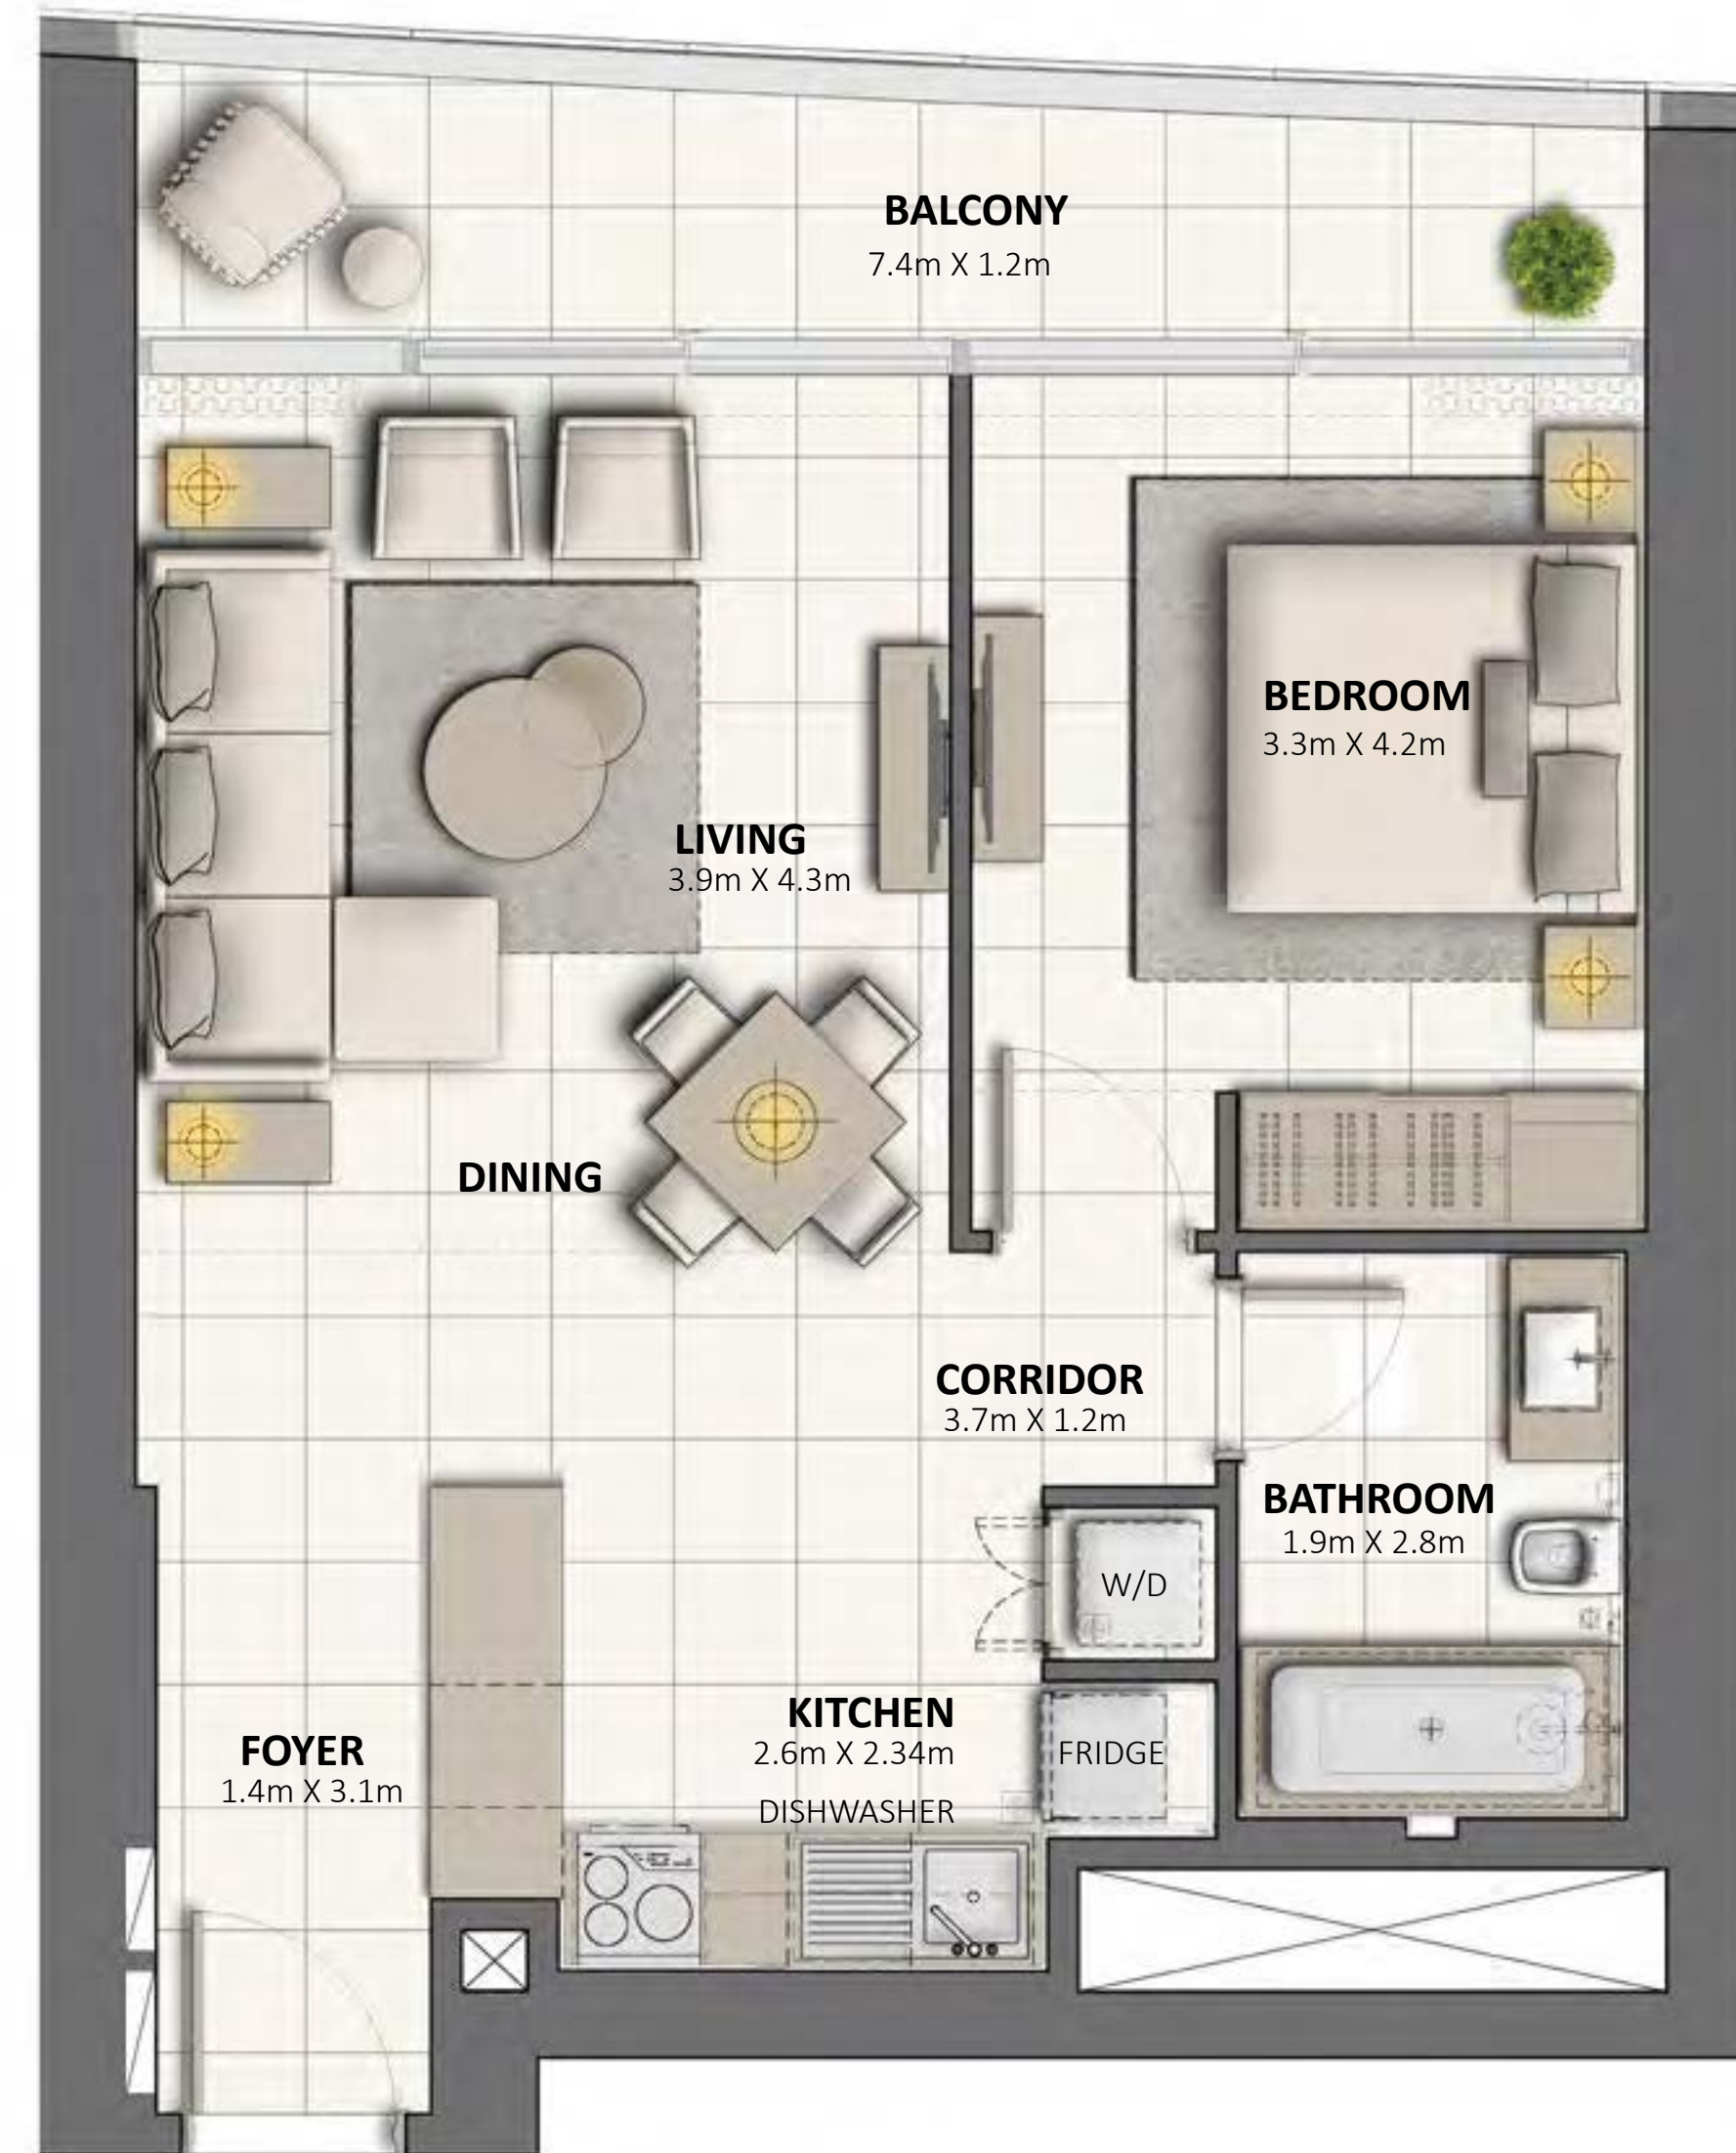 BALCONY
7.4m X 1.2m
BEDROOM
3.3m X 4.2m
LIVING
3.9m X 4.3m
DINING
CORRIDOR
3.7m X 1.2m
BATHROOM
1.9m X 2.8m
W/D
KITCHEN
2.6m X 2.34m
FRIDGE
DISHWASHER
FOYER
1.4m X 3.1m